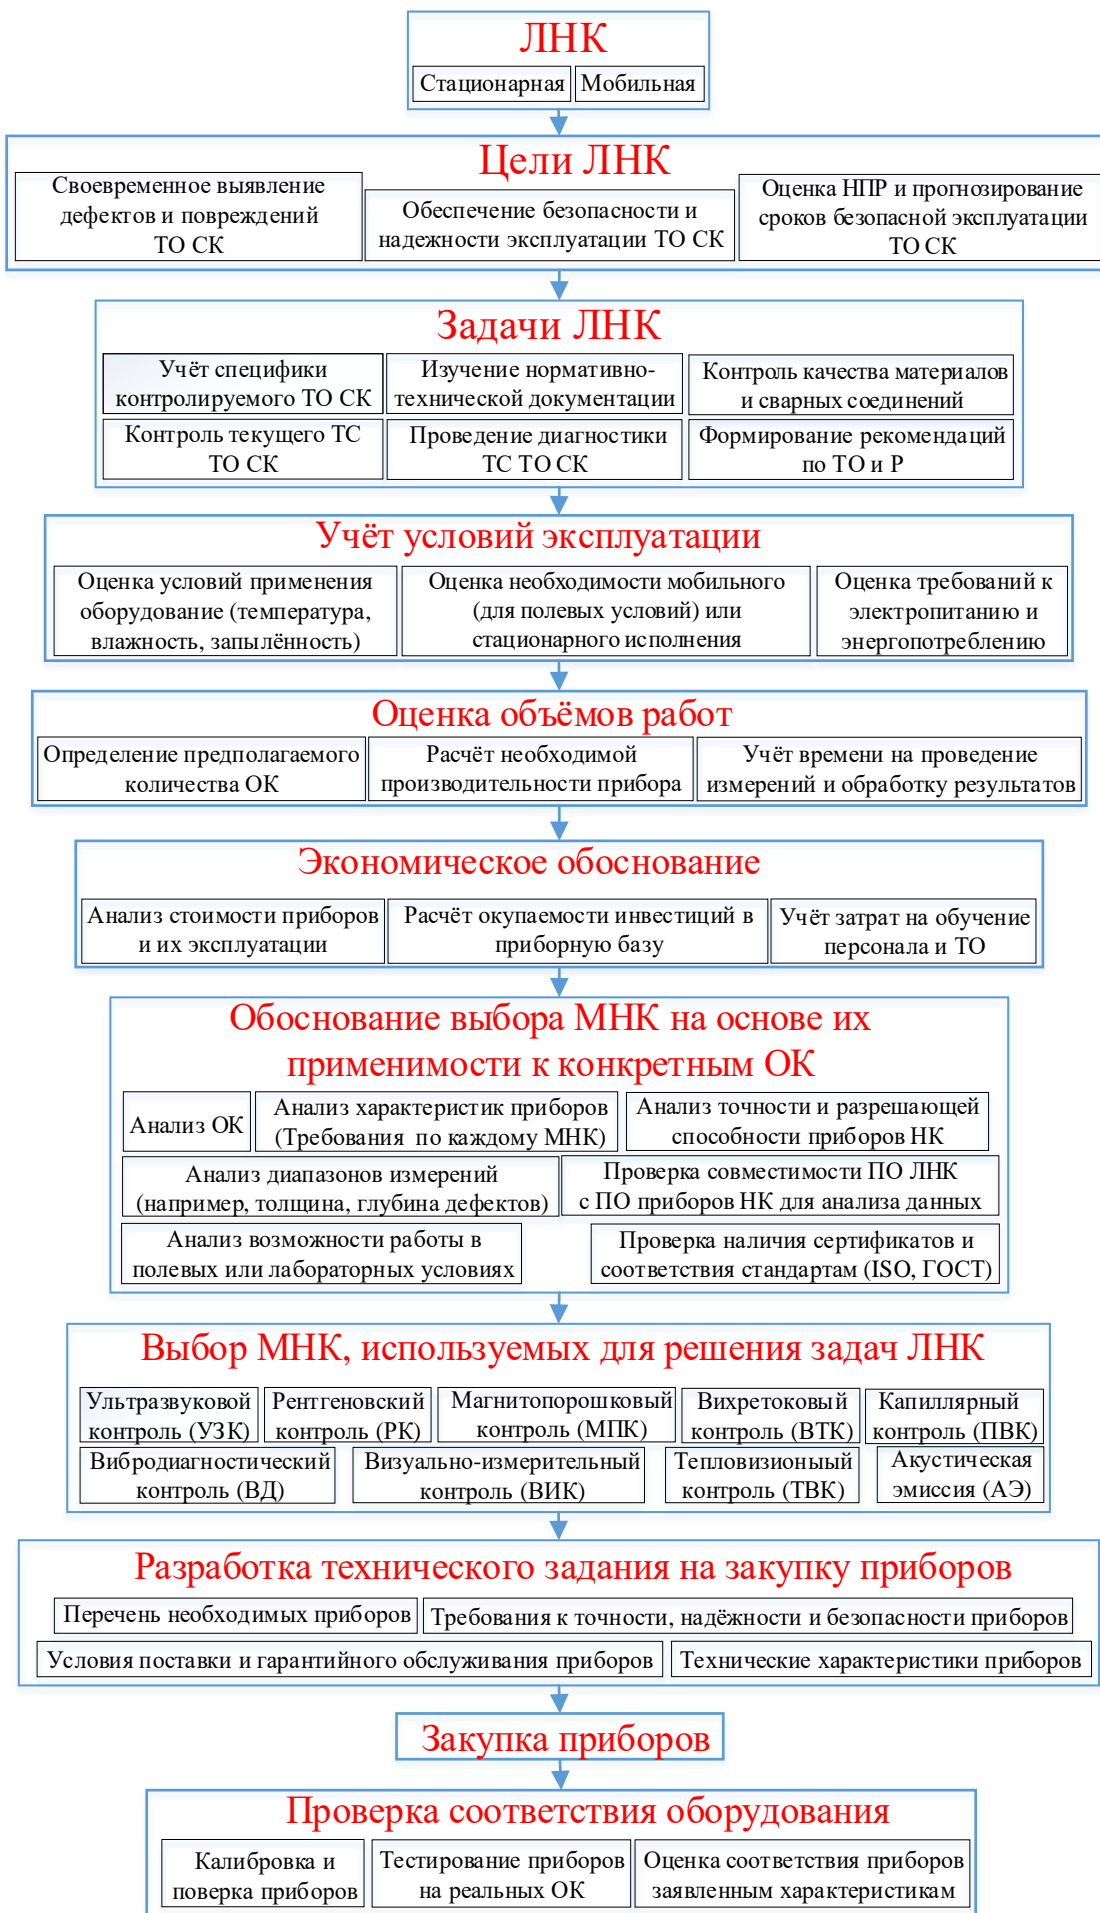 ЛНК
Стационарная
Мобильная
Цели ЛНК
Своевременное выявление
дефектов и повреждений
ТО СК
Обеспечение безопасности и
надежности эксплуатации ТО СК
Оценка НПР и прогнозирование
сроков безопасной эксплуатации
ТО СК
Задачи ЛНК
Учёт специфики
контролируемого ТО СК
Изучение нормативно-
технической документации
Контроль качества материалов
и сварных соединений
Контроль текущего ТС
ТО СК
Проведение диагностики
ТС ТО СК
Формирование рекомендаций
по ТО и Р
Учёт условий эксплуатации
Оценка условий применения
оборудование (температура,
влажность, запылённость)
Оценка необходимости мобильного
(для полевых условий) или
стационарного исполнения
Оценка требований к
электропитанию и
энергопотреблению
Оценка объёмов работ
Определение предполагаемого
количества ОК
Расчёт необходимой
производительности прибора
Учёт времени на проведение
измерений и обработку результатов
Экономическое обоснование
Анализ стоимости приборов
и их эксплуатации
Расчёт окупаемости инвестиций в
приборную базу
Учёт затрат на обучение
персонала и ТО
Обоснование выбора МНК на основе их
применимости к конкретным ОК
Анализ ОК
Анализ характеристик приборов
(Требования по каждому МНК)
Анализ точности и разрешающей
способности приборов НК
Анализ диапазонов измерений
(например, толщина, глубина дефектов)
Проверка совместимости ПО ЛНК
с ПО приборов НК для анализа данных
Анализ возможности работы в
полевых или лабораторных условиях
Проверка наличия сертификатов и
соответствия стандартам (ISO, ГОСТ)
Выбор МНК, используемых для решения задач ЛНК
Ультразвуковой
контроль (УЗК)
Рентгеновский
контроль (РК)
Магнитопорошковый
контроль (МПК)
Вихретоковый
контроль (ВТК)
Капиллярный
контроль (ПВК)
Вибродиагностический
контроль (ВД)
Визуально-измерительный
контроль (ВИК)
Тепловизионыый
контроль (ТВК)
Акустическая
эмиссия (АЭ)
Разработка технического задания на закупку приборов
Перечень необходимых приборов
Требования к точности, надёжности и безопасности приборов
Условия поставки и гарантийного обслуживания приборов
Технические характеристики приборов
Закупка приборов
Проверка соответствия оборудования
Калибровка и
поверка приборов
Тестирование приборов
на реальных ОК
Оценка соответствия приборов
заявленным характеристикам